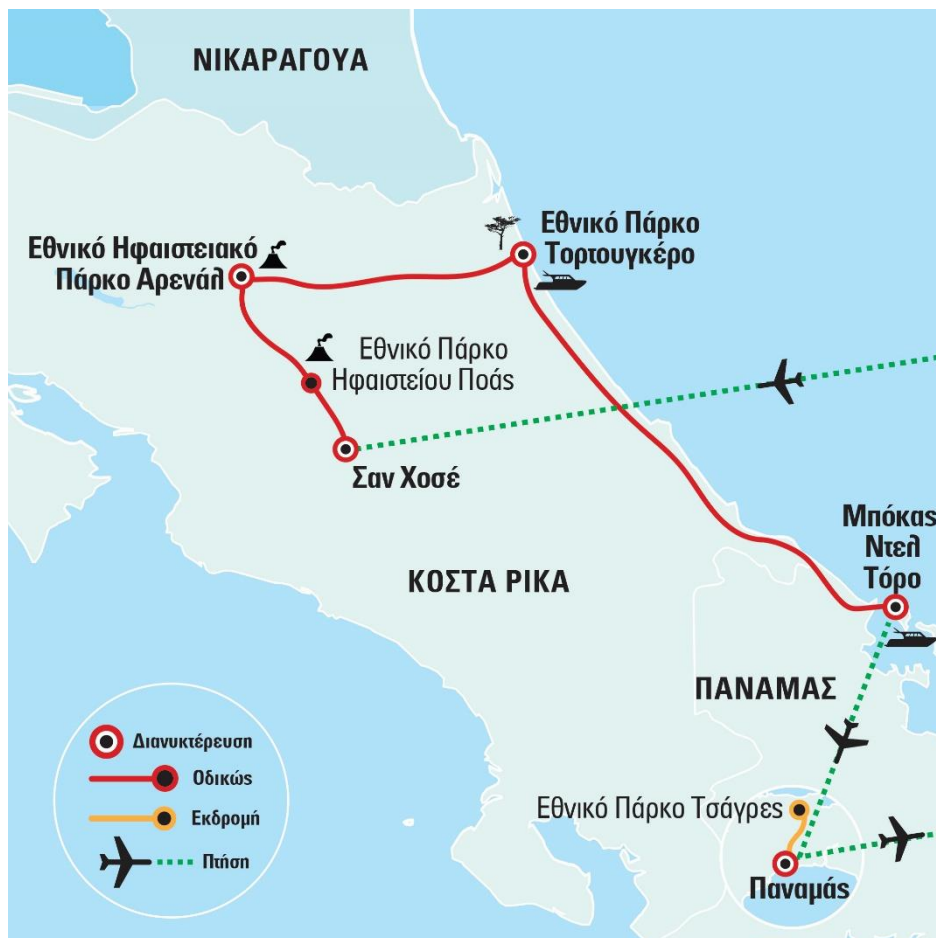 ΝΙΚΑΡΑΓΟΥΑ
Εθνικό Ηφαιστειακό
Πάρκο Αρενάλ
Εθνικό Πάρκο
Τορτουγκέρο
Εθνικό Πάρκο
Ηφαιστείου Ποάς
Σαν Χοσέ
Μπόκας
Ντελ
Τόρο
ΚΟΣΤΑ ΡΙΚΑ
ΠΑΝΑΜΑΣ
Εθνικό Πάρκο Τσάγρες
Παναμάς
Διανυκτέρευση
Οδικώς
Εκδρομή
Πτήση